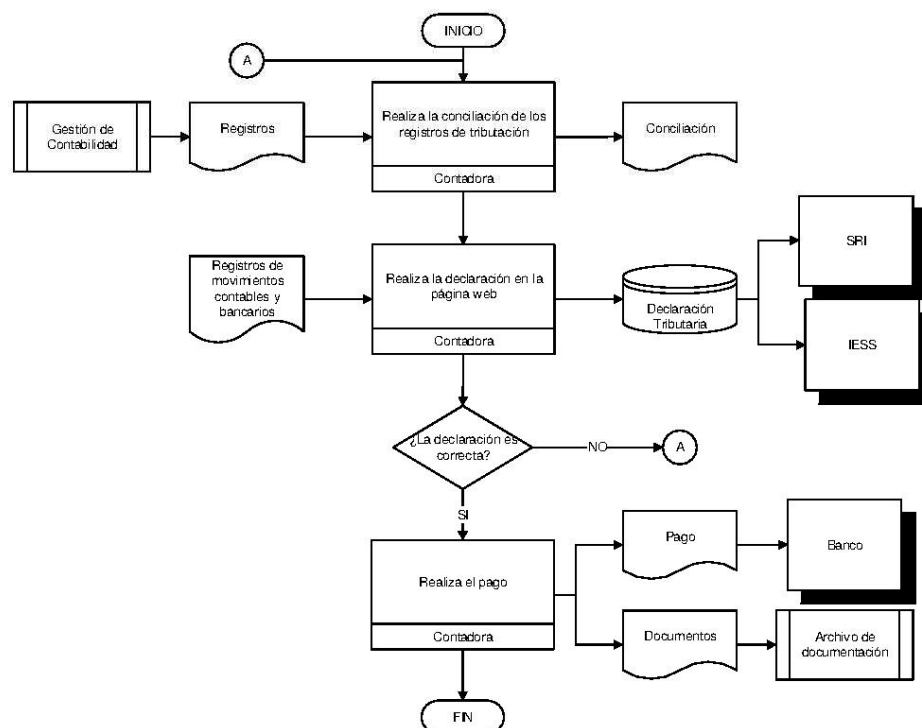 INICIO
A
Gestión de
Contabilidad
Registros
Realiza la conciliación de los
registros de tributación
Contadora
Conciliación
Registros de
movimientos
contables y
bancarios
Realiza la declaración en la
página web
Contadora
Declaración
Tributaria
SRI
IESS
¿La declaración es
correcta?
NO
A
SI
Realiza el pago
Contadora
Pago
Banco
Documentos
Archivo de
documentación
FIN